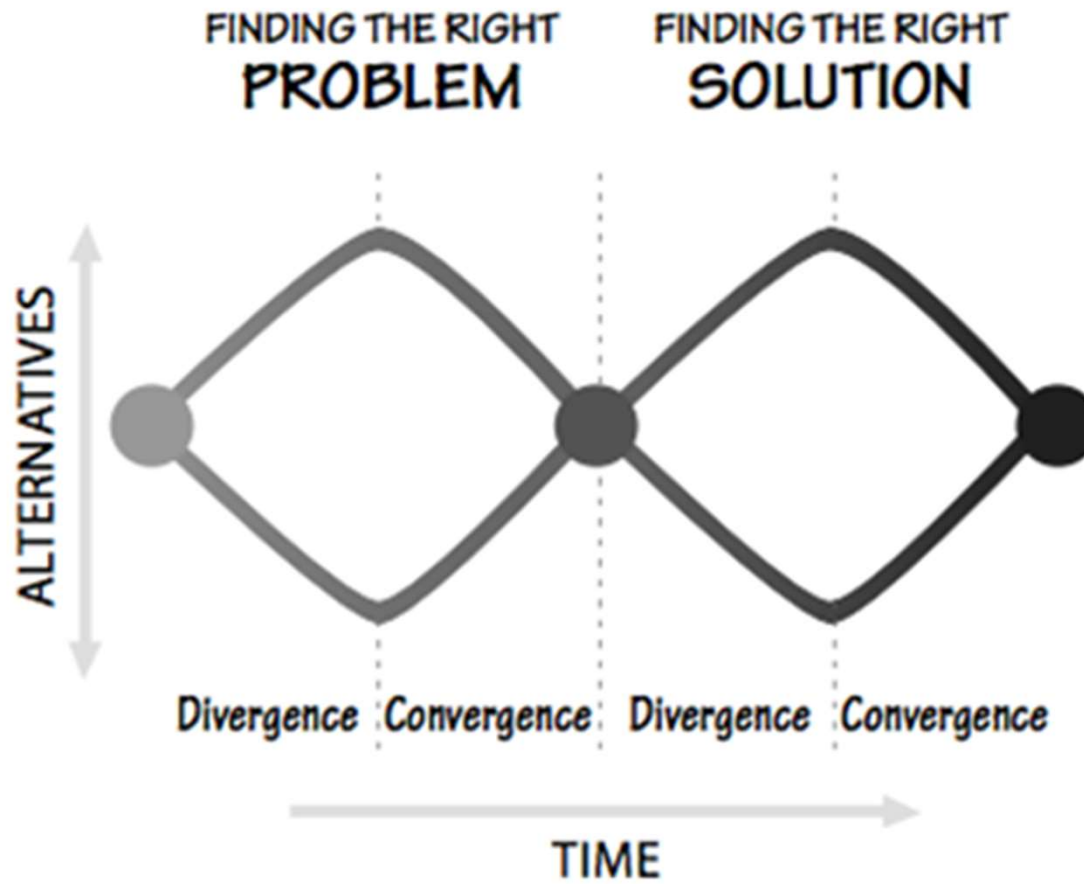 FINDING THE RIGHT
PROBLEM
FINDING THE RIGHT
SOLUTION
ALTERNATIVES
Divergence
Convergence
Divergence
Convergence
TIME